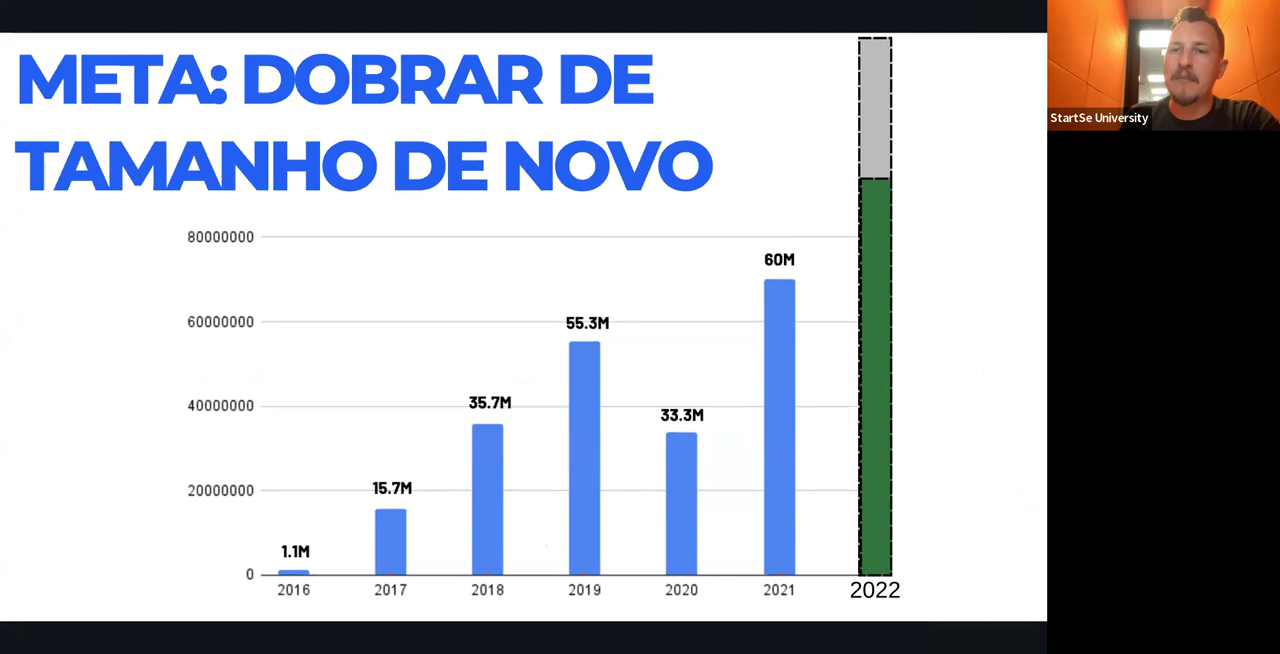 META: DOBRAR DE
TAMANHO DE NOVO
StartSe University
80000000
60000000
40000000
20000000
0
1.1M
15.7M
35.7M
55.3M
33.3M
60M
2016
2017
2018
2019
2020
2021
2022